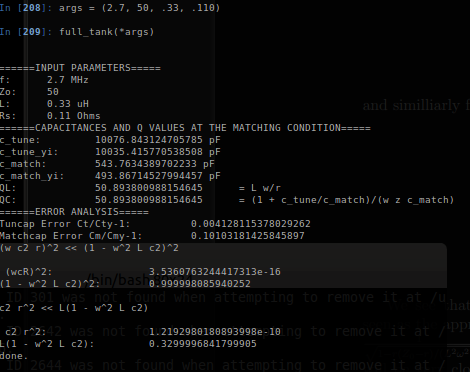 In [208]: args = (2.7, 50, .33, .110)
In [209]: full_tank(*args)
======INPUT PARAMETERS=====
f: 2.7 MHz
Zo: 50
L: 0.33 uH
Rs: 0.11 Ohms
and similliarly f
======CAPACITANCES AND Q VALUES AT THE MATCHING CONDITION=====
c_tune: 10076.843124705785 pF
c_tune_yi: 10035.415770538508 pF
c_match: 543.7634389702233 pF
c_match_yi: 493.8671457994457 pF
QL: 50.893800988154645 = L w/r
QC: 50.893800988154645 = (1 + c_tune/c_match)/(w z c_match)
======ERROR ANALYSIS=====
Tuncap Error Ct/Cty-1: 0.004128115378029262
Matchcap Error Cm/Cmy-1: 0.10103181425845897
(w c2 r)^2 << (1 - w^2 L c2)^2
(wcR)^2: 3.5360763244417313e-16
/bin/bash
(1 - w^2 L c2)^2: 0.999998085940252
ID 301 was not found when attempting to remove it at /u
c2 r^2 << L(1 - w^2 L c2)
c2 r^2: 1.2192980180893998e-10
was not found when attempting to remove it at /
L(1 - w^2 L c2): 0.3299996841799905
done.
ID 2644 was not found when attempting to remove it at /